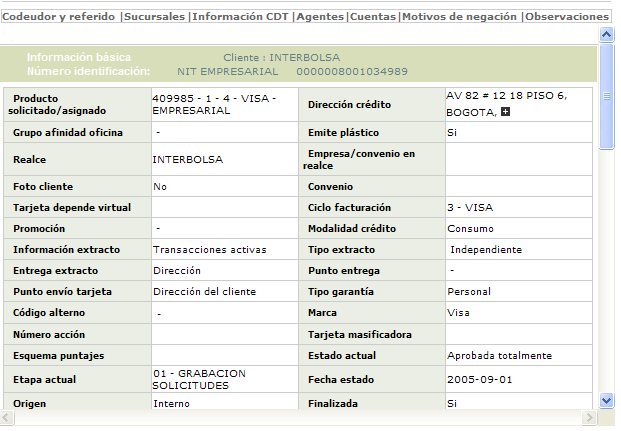 Codeudor y referido |Sucursales |Información CDT |Agentes |Cuentas |Motivos de negación |Observaciones
Información básica Cliente : INTERBOLSA
Número identificación: NIT EMPRESARIAL 0000008001034989
Producto solicitado/asignado 409985 - 1 - 4 - VISA - EMPRESARIAL Dirección crédito AV 82 # 12 18 PISO 6, BOGOTA,
Grupo afinidad oficina - Emite plástico Si
Realce INTERBOLSA Empresa/convenio en realce
Foto cliente No Convenio
Tarjeta depende virtual Ciclo facturación 3 - VISA
Promoción - Modalidad crédito Consumo
Información extracto Transacciones activas Tipo extracto Independiente
Entrega extracto Dirección Punto entrega -
Punto envío tarjeta Dirección del cliente Tipo garantía Personal
Código alterno - Marca Visa
Número acción Tarjeta masificadora
Esquema puntajes Estado actual Aprobada totalmente
Etapa actual 01 - GRABACION SOLICITUDES Fecha estado 2005-09-01
Origen Interno Finalizada Si